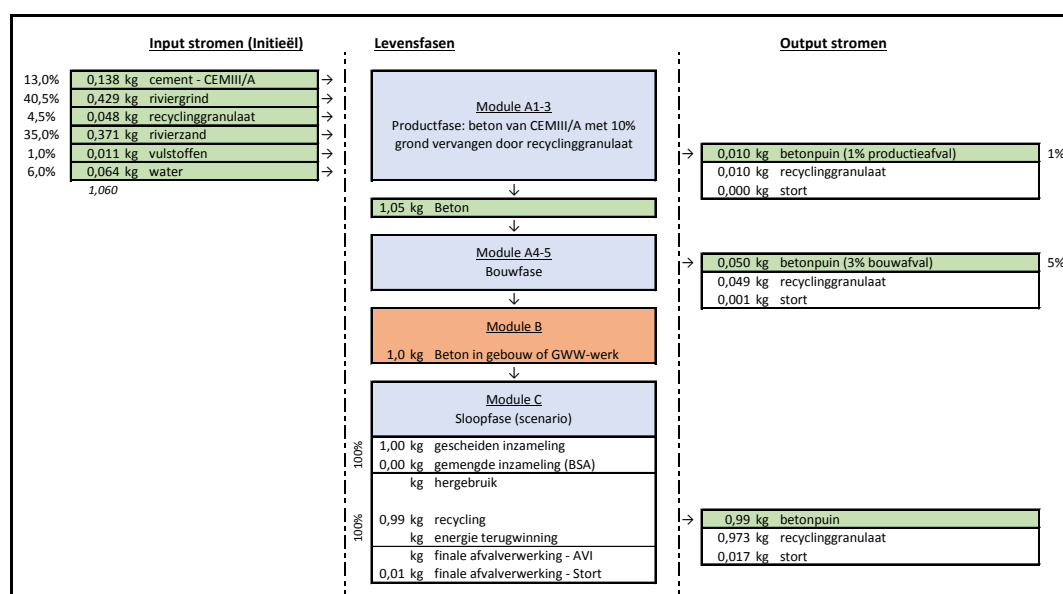 Input stromen (Initieël)
Levensfasen
Output stromen
13,0% 0,138 kg cement - CEMIII/A →
40,5% 0,429 kg riviergrind →
4,5% 0,048 kg recyclinggranulaat →
35,0% 0,371 kg rivierzand →
1,0% 0,011 kg vulstoffen →
6,0% 0,064 kg water →
1,060
Module A1-3
Productfase: beton van CEMIII/A met 10%
grond vervangen door recyclinggranulaat
→ 0,010 kg betonpuin (1% productieafval) 1%
0,010 kg recyclinggranulaat
0,000 kg stort
↓
1,05 kg Beton
↓
Module A4-5
Bouwfase
→ 0,050 kg betonpuin (3% bouwafval) 5%
0,049 kg recyclinggranulaat
0,001 kg stort
↓
Module B
1,0 kg Beton in gebouw of GWW-werk
↓
Module C
Sloopfase (scenario)
100%
1,00 kg gescheiden inzameling
0,00 kg gemengde inzameling (BSA)
kg hergebruik
100%
0,99 kg recycling
kg energie terugwinning
kg finale afvalverwerking - AVI
0,01 kg finale afvalverwerking - Stort
→ 0,99 kg betonpuin
0,973 kg recyclinggranulaat
0,017 kg stort